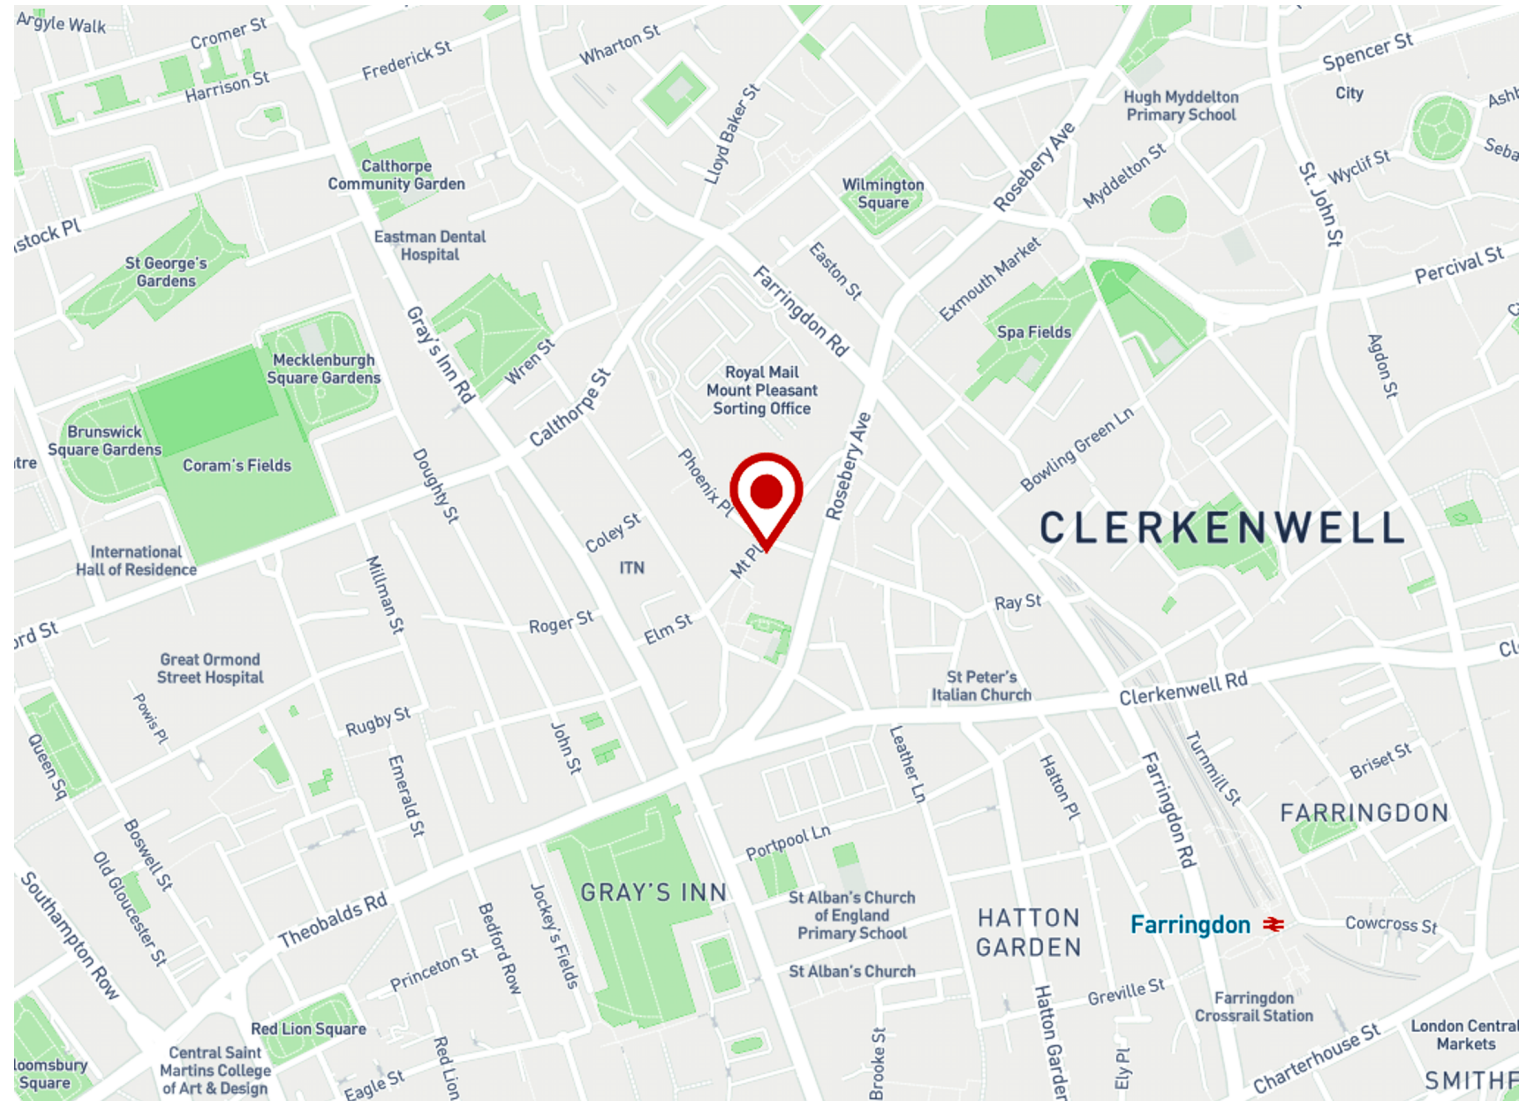 Argyle Walk
Cromer St
Frederick St
Wharton St
Spencer St
Harrison St
Lloyd Baker St
Hugh Myddelton
Primary School
City
Rosebery Ave
Myddelton St
Wyclif St
Calthorpe
Community Garden
Wilmington
Square
St. John St
Eastman Dental
Hospital
St George's
Gardens
Easton St
Exmouth Market
Percival St
Farringdon Rd
Gray's Inn Rd
Spa Fields
Agdon St
Mecklenburgh
Square Gardens
Wren St
Calthorpe St
Royal Mail
Mount Pleasant
Sorting Office
Brunswick
Square Gardens
Coram's Fields
Doughty St
Phoenix Pl
Rosebery Ave
Bowling Green Ln
CLERKENWELL
International
Hall of Residence
Coley St
ITN
Mt Pl
Millman St
Ray St
Roger St
Elm St
Great Ormond
Street Hospital
St Peter's
Italian Church
Clerkenwell Rd
Powis Pl
Rugby St
John St
Queen Sq
Emerald St
Leather Ln
Hatton Pl
Farringdon Rd
Turnmill St
Briset St
FARRINGDON
Boswell St
Old Gloucester St
Portpool Ln
GRAY'S INN
St Alban's Church
of England
Primary School
HATTON
GARDEN
Farringdon
Cowcross St
Southampton Row
Theobalds Rd
Bedford Row
Jockey's Fields
Princeton St
St Alban's Church
Greville St
Farringdon
Crossrail Station
Hatton Garden
Red Lion Square
Central Saint
Martins College
of Art & Design
Red Lion
Eagle St
Brooke St
Ely Pl
Charterhouse St
London Central
Markets
loomsbury
Square
SMITHF